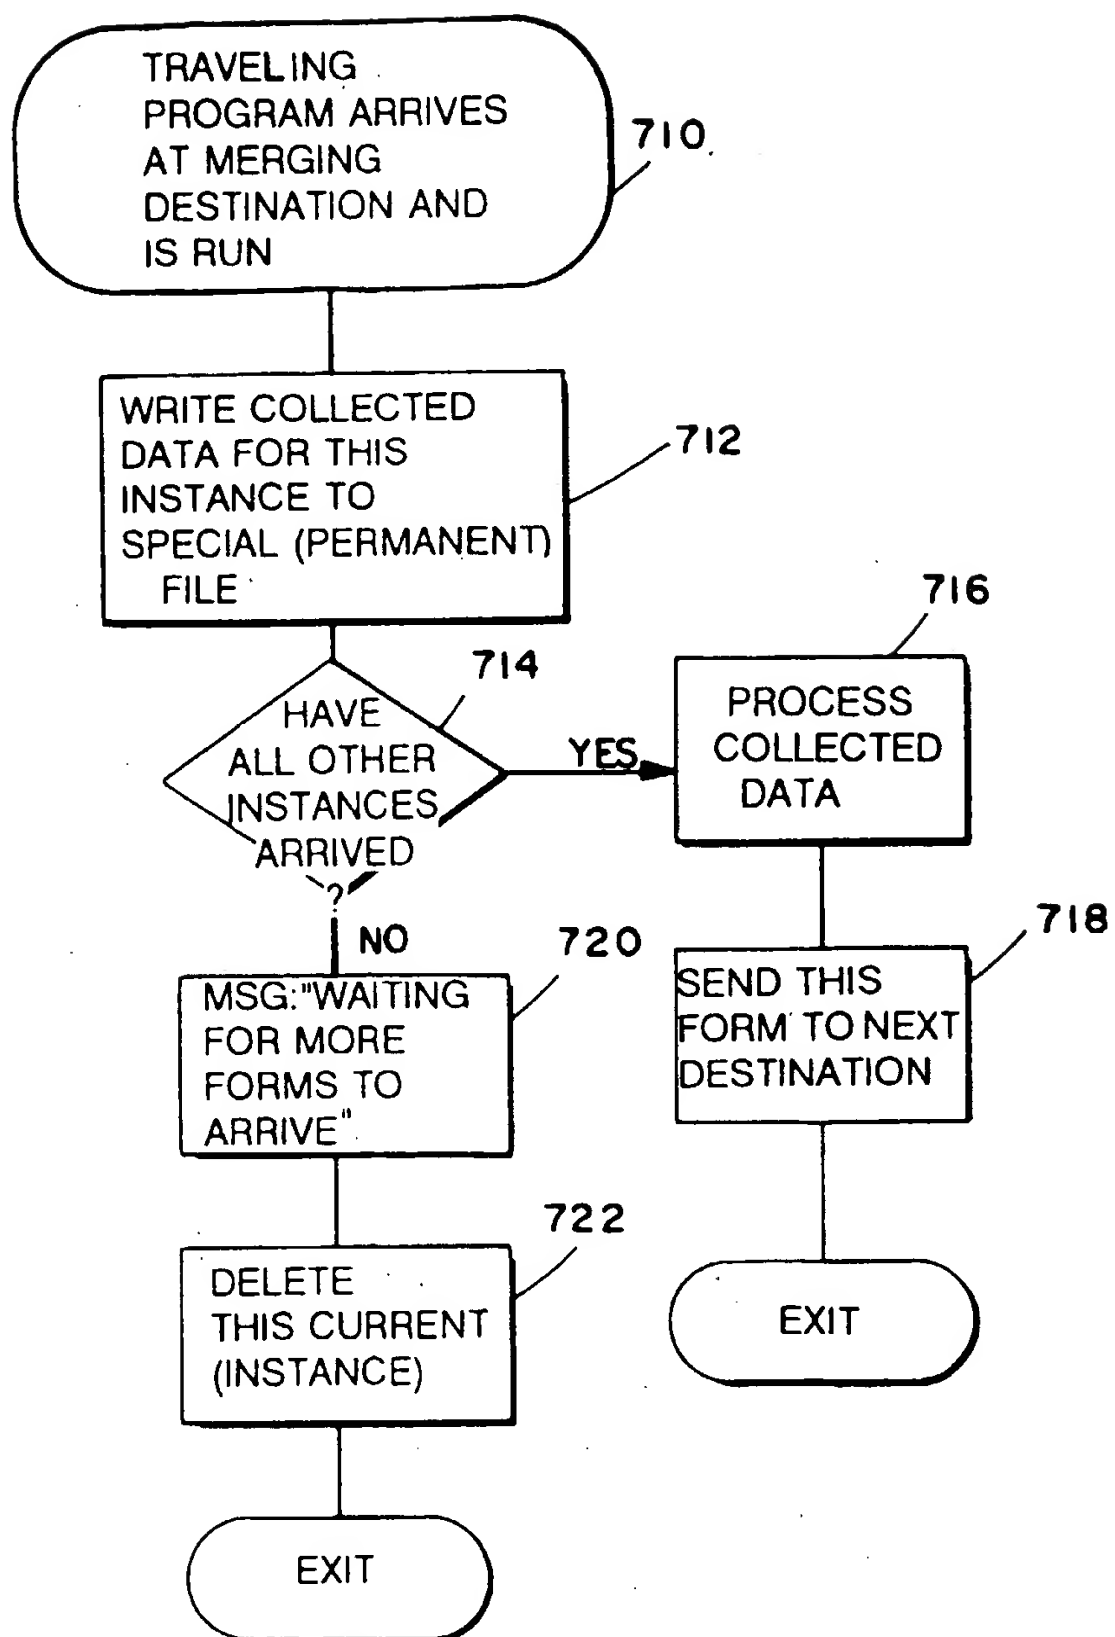 TRAVELING
PROGRAM ARRIVES
AT MERGING
DESTINATION AND
IS RUN
710
WRITE COLLECTED
DATA FOR THIS
INSTANCE TO
SPECIAL (PERMANENT)
FILE
712
HAVE
ALL OTHER
INSTANCES
ARRIVED
?
714
YES
716
PROCESS
COLLECTED
DATA
718
SEND THIS
FORM TO NEXT
DESTINATION
EXIT
NO
720
MSG:"WAITING
FOR MORE
FORMS TO
ARRIVE"
722
DELETE
THIS CURRENT
(INSTANCE)
EXIT